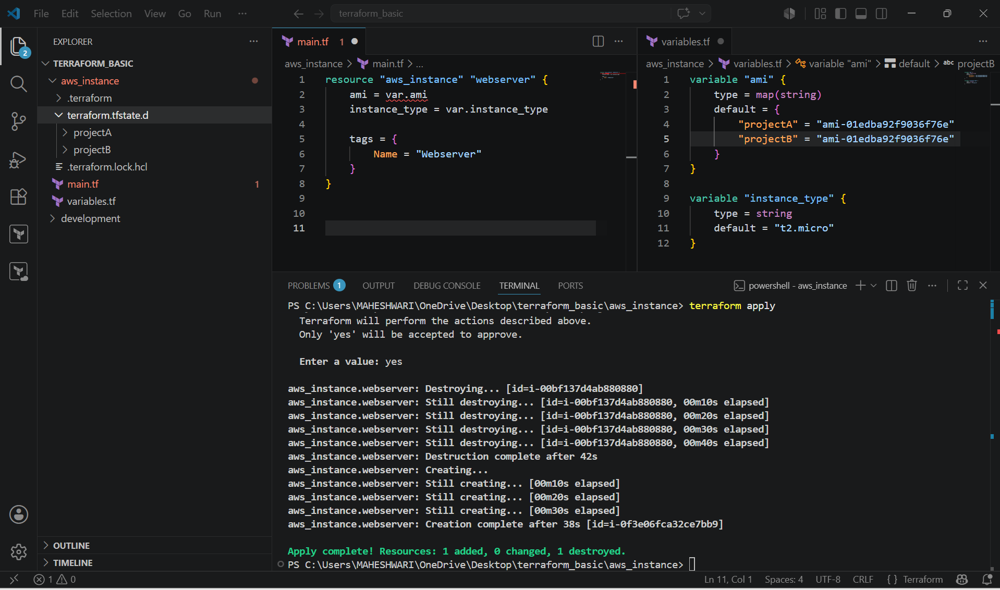 File Edit Selection View Go Run ···
terraform_basic
EXPLORER
2
TERRAFORM_BASIC
aws_instance
.terraform
terraform.tfstate.d
projectA
projectB
.terraform.lock.hcl
main.tf 1
variables.tf
development
OUTLINE
TIMELINE
main.tf 1
aws_instance > main.tf > ...
1 resource "aws_instance" "webserver" {
2 ami = var.ami
3 instance_type = var.instance_type
4
5 tags = {
6 Name = "Webserver"
7 }
8 }
9
10
11
variables.tf
aws_instance > variables.tf > variable "ami" > default > abc projectB
1 variable "ami" {
2 type = map(string)
3 default = {
4 "projectA" = "ami-01edba92f9036f76e"
5 "projectB" = "ami-01edba92f9036f76e"
6 }
7 }
8
9 variable "instance_type" {
10 type = string
11 default = "t2.micro"
12 }
PROBLEMS 1 OUTPUT DEBUG CONSOLE TERMINAL PORTS
powershell - aws_instance
PS C:\Users\MAHESHWARI\OneDrive\Desktop\terraform_basic\aws_instance> terraform apply
Terraform will perform the actions described above.
Only 'yes' will be accepted to approve.
Enter a value: yes
aws_instance.webserver: Destroying... [id=i-00bf137d4ab880880]
aws_instance.webserver: Still destroying... [id=i-00bf137d4ab880880, 00m10s elapsed]
aws_instance.webserver: Still destroying... [id=i-00bf137d4ab880880, 00m20s elapsed]
aws_instance.webserver: Still destroying... [id=i-00bf137d4ab880880, 00m30s elapsed]
aws_instance.webserver: Still destroying... [id=i-00bf137d4ab880880, 00m40s elapsed]
aws_instance.webserver: Destruction complete after 42s
aws_instance.webserver: Creating...
aws_instance.webserver: Still creating... [00m10s elapsed]
aws_instance.webserver: Still creating... [00m20s elapsed]
aws_instance.webserver: Still creating... [00m30s elapsed]
aws_instance.webserver: Creation complete after 38s [id=i-0f3e06fca32ce7bb9]
Apply complete! Resources: 1 added, 0 changed, 1 destroyed.
PS C:\Users\MAHESHWARI\OneDrive\Desktop\terraform_basic\aws_instance>
1 0
Ln 11, Col 1 Spaces: 4 UTF-8 CRLF { } Terraform